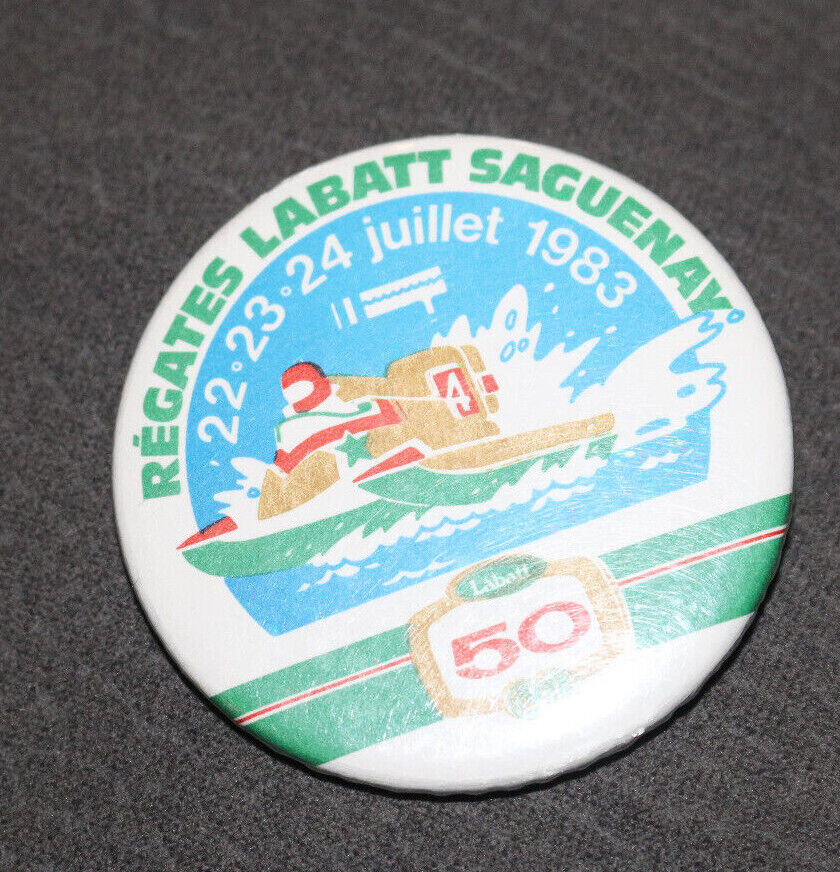 RÉGATES LABATT SAGUENAY
22·23·24 juillet 1983
4
Labatt
50